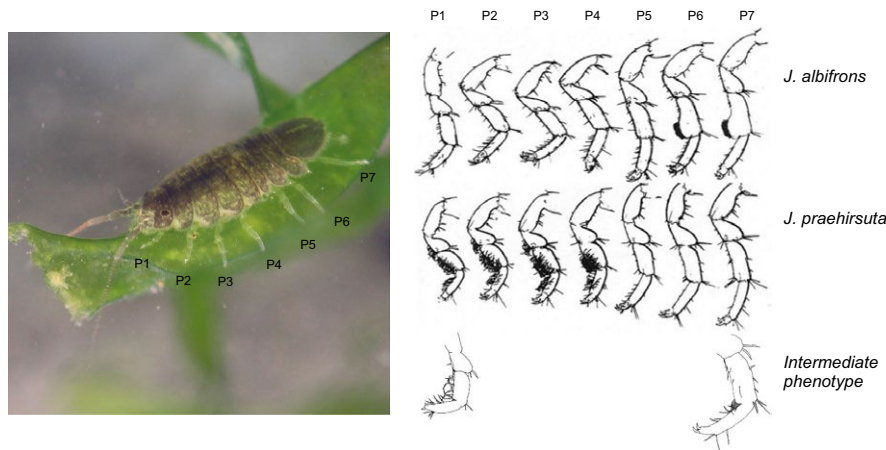 P1 P2 P3 P4 P5 P6 P7
J. albifrons
J. praehirsuta
Intermediate
phenotype
P1
P2
P3
P4
P5
P6
P7